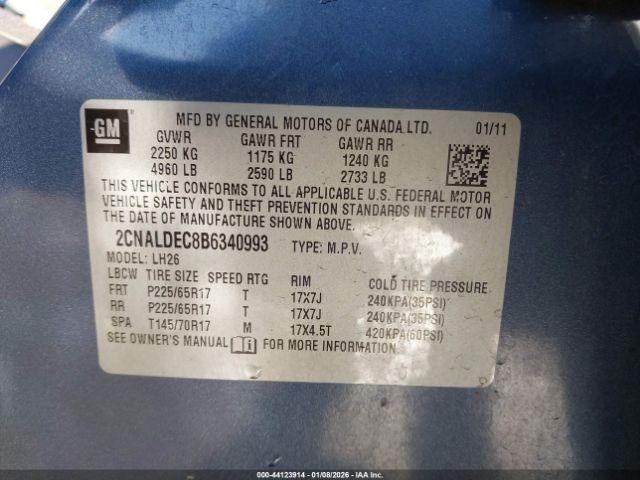 GM
MFD BY GENERAL MOTORS OF CANADA LTD. 01/11
GVWR GAWR FRT GAWR RR
2250 KG 1175 KG 1240 KG
4960 LB 2590 LB 2733 LB
THIS VEHICLE CONFORMS TO ALL APPLICABLE U.S. FEDERAL MOTOR
VEHICLE SAFETY AND THEFT PREVENTION STANDARDS IN EFFECT ON
THE DATE OF MANUFACTURE SHOWN ABOVE.
2CNALDEC8B6340993 TYPE: M.P.V.
MODEL: LH26
LBCW TIRE SIZE SPEED RTG RIM COLD TIRE PRESSURE
FRT P225/65R17 T 17X7J 240KPA(35PSI)
RR P225/65R17 T 17X7J 240KPA(35PSI)
SPA T145/70R17 M 17X4.5T 420KPA(60PSI)
SEE OWNER'S MANUAL FOR MORE INFORMATION.
000-44123914 | 01/08/2026 - IAA, Inc.